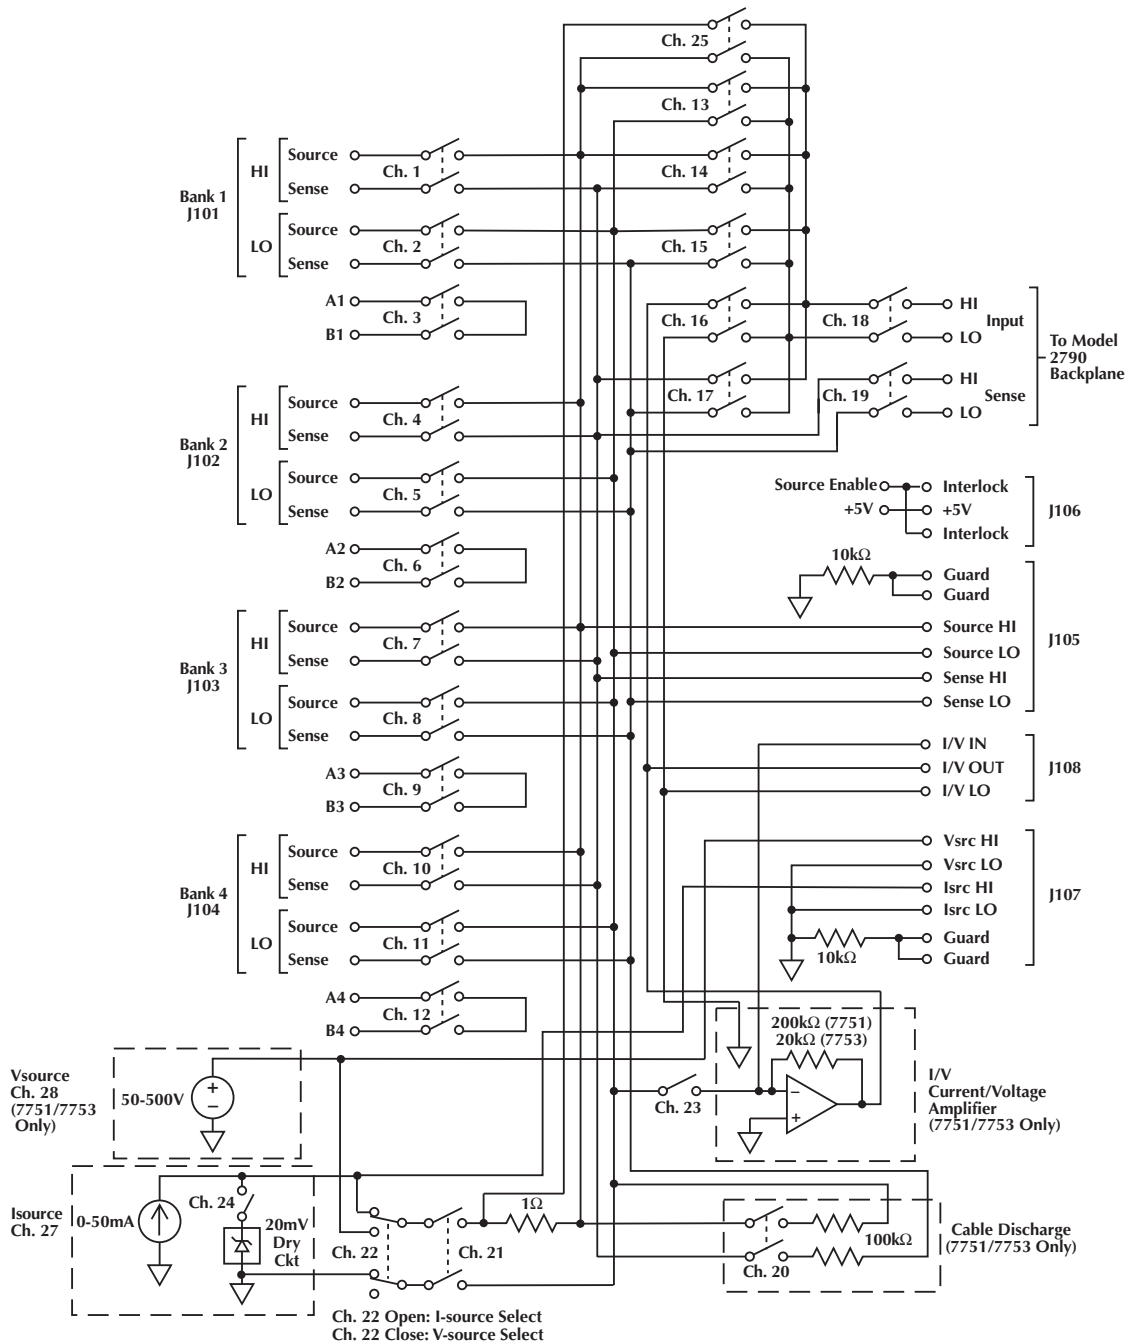 Ch. 25
Ch. 13
Bank 1
J101
HI
Source
Sense
Ch. 1
Ch. 14
LO
Source
Sense
Ch. 2
Ch. 15
A1
B1
Ch. 3
Ch. 16
Ch. 18
HI
Input
LO
To Model
2790
Backplane
Ch. 17
Ch. 19
HI
Sense
LO
Bank 2
J102
HI
Source
Sense
Ch. 4
LO
Source
Sense
Ch. 5
A2
B2
Ch. 6
Source Enable
Interlock
+5V
+5V
Interlock
J106
10kΩ
Guard
Guard
Source HI
Source LO
Sense HI
Sense LO
J105
Bank 3
J103
HI
Source
Sense
Ch. 7
LO
Source
Sense
Ch. 8
A3
B3
Ch. 9
I/V IN
I/V OUT
I/V LO
J108
Bank 4
J104
HI
Source
Sense
Ch. 10
LO
Source
Sense
Ch. 11
A4
B4
Ch. 12
Vsrc HI
Vsrc LO
Isrc HI
Isrc LO
Guard
Guard
10kΩ
J107
Vsource
Ch. 28
(7751/7753
Only)
50-500V
+
−
Ch. 23
200kΩ (7751)
20kΩ (7753)
−
+
I/V
Current/Voltage
Amplifier
(7751/7753 Only)
Isource
Ch. 27
0-50mA
Ch. 24
20mV
Dry
Ckt
Ch. 22
Ch. 21
1Ω
Ch. 20
100kΩ
Cable Discharge
(7751/7753 Only)
Ch. 22 Open: I-source Select
Ch. 22 Close: V-source Select